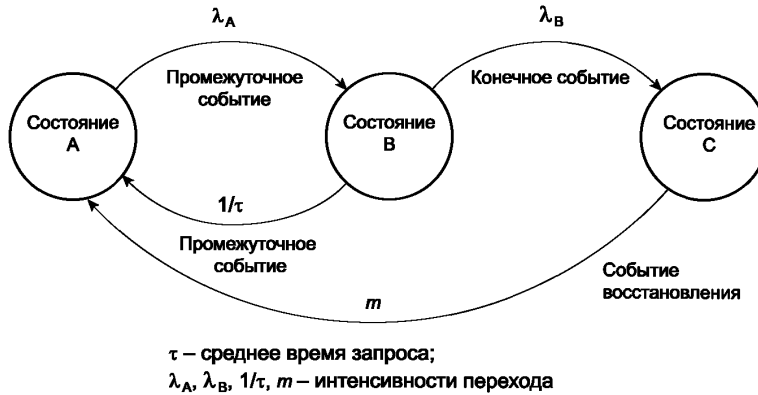 λA
λB
Промежуточное
событие
Конечное событие
Состояние
A
Состояние
B
Состояние
C
1/τ
Промежуточное
событие
Событие
восстановления
m
τ – среднее время запроса;
λA, λB, 1/τ, m – интенсивности перехода